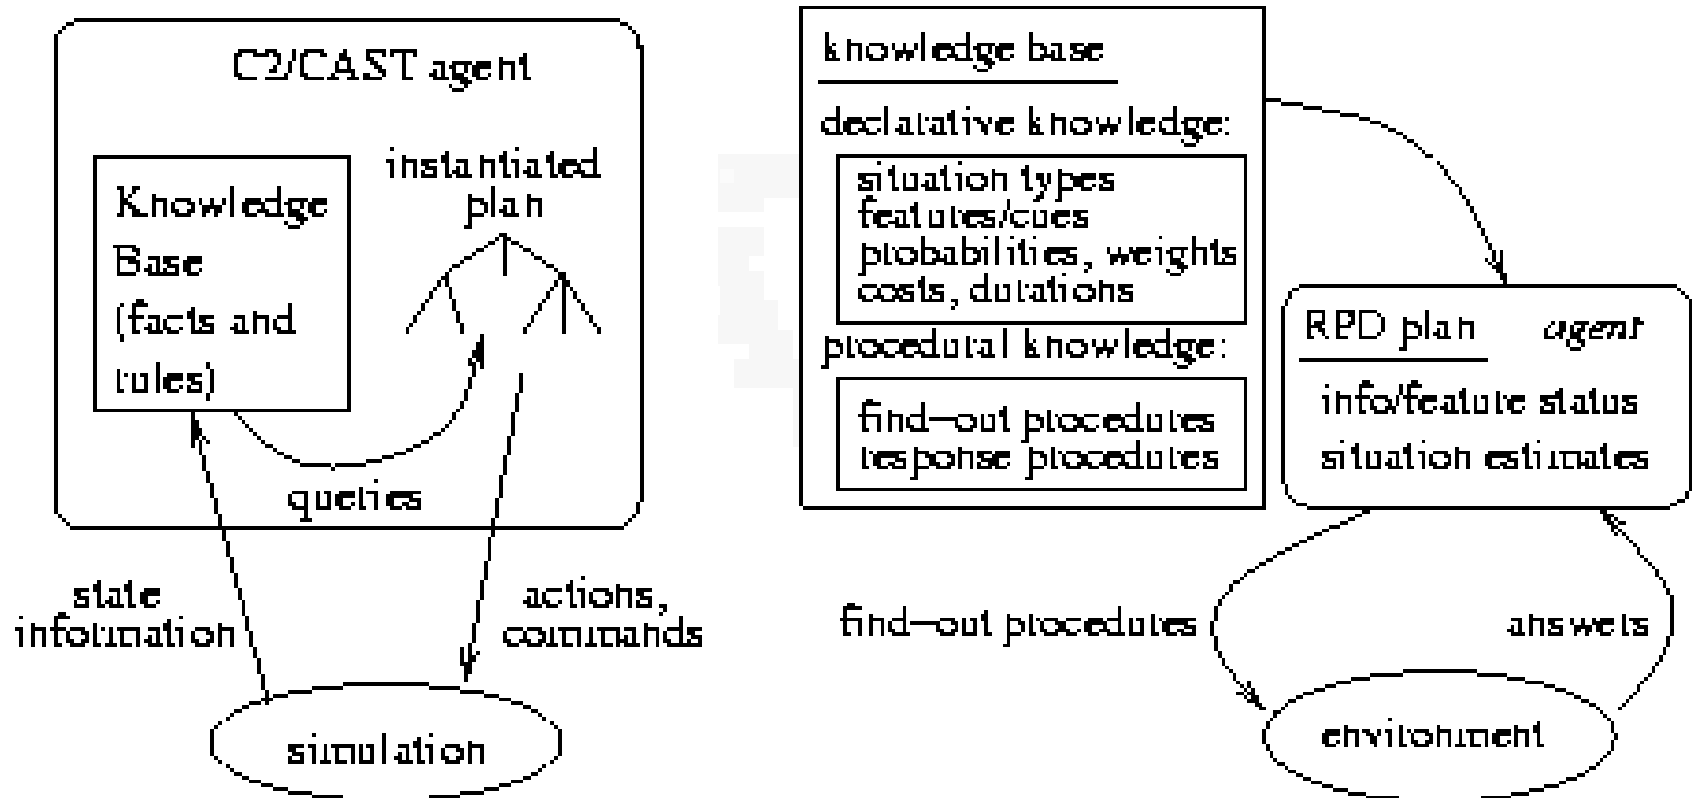 C2/CAST agent
Knowledge
Base
(facts and
rules)
instantiated
plan
queries
state
information
actions,
commands
simulation
knowledge base
declarative knowledge:
situation types
features/cues
probabilities, weights
costs, durations
procedural knowledge:
find-out procedures
response procedures
RPD plan agent
info/feature status
situation estimates
find-out procedures
answers
environment